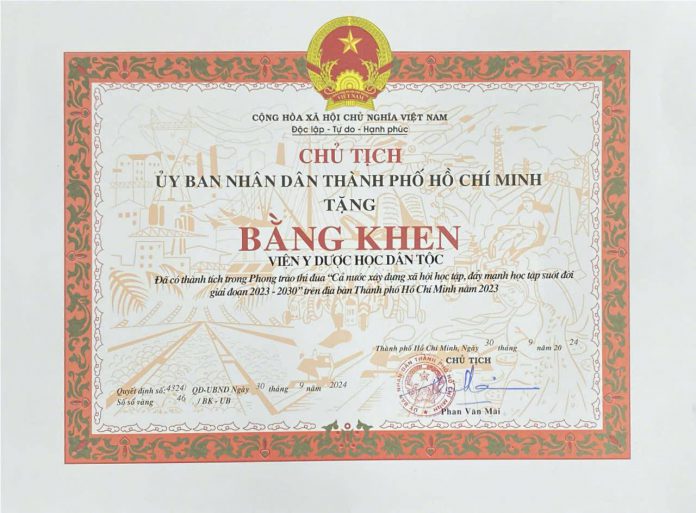 VIỆT NAM
CỘNG HÒA XÃ HỘI CHỦ NGHĨA VIỆT NAM
Độc lập - Tự do - Hạnh phúc
CHỦ TỊCH
ỦY BAN NHÂN DÂN THÀNH PHỐ HỒ CHÍ MINH
TẶNG
BẰNG KHEN
VIỆN Y DƯỢC HỌC DÂN TỘC
Đã có thành tích trong Phong trào thi đua “Cả nước xây dựng xã hội học tập, đẩy mạnh học tập suốt đời
giai đoạn 2023 - 2030” trên địa bàn Thành phố Hồ Chí Minh năm 2023
Thành phố Hồ Chí Minh, Ngày 30 tháng 9 năm 20 24
CHỦ TỊCH
Quyết định số: 4324/ QĐ-UBND Ngày 30 tháng 9 năm 2024
Số sổ vàng 46 / BK - UB
Phan Văn Mãi